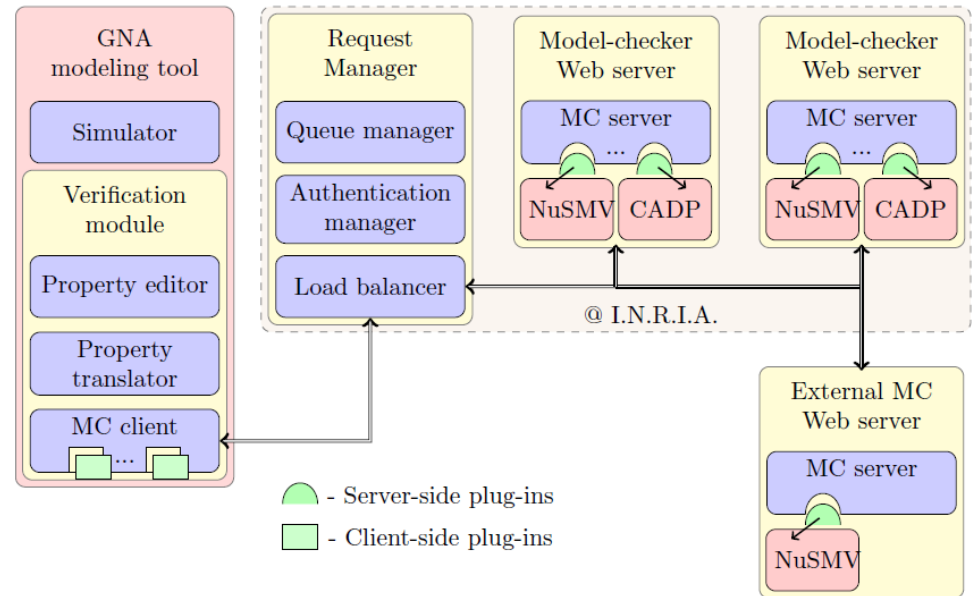 GNA
modeling tool
Simulator
Verification
module
Property editor
Property
translator
MC client
...
Request
Manager
Queue manager
Authentication
manager
Load balancer
Model-checker
Web server
MC server
...
NuSMV
CADP
Model-checker
Web server
MC server
...
NuSMV
CADP
@ I.N.R.I.A.
External MC
Web server
MC server
NuSMV
- Server-side plug-ins
- Client-side plug-ins